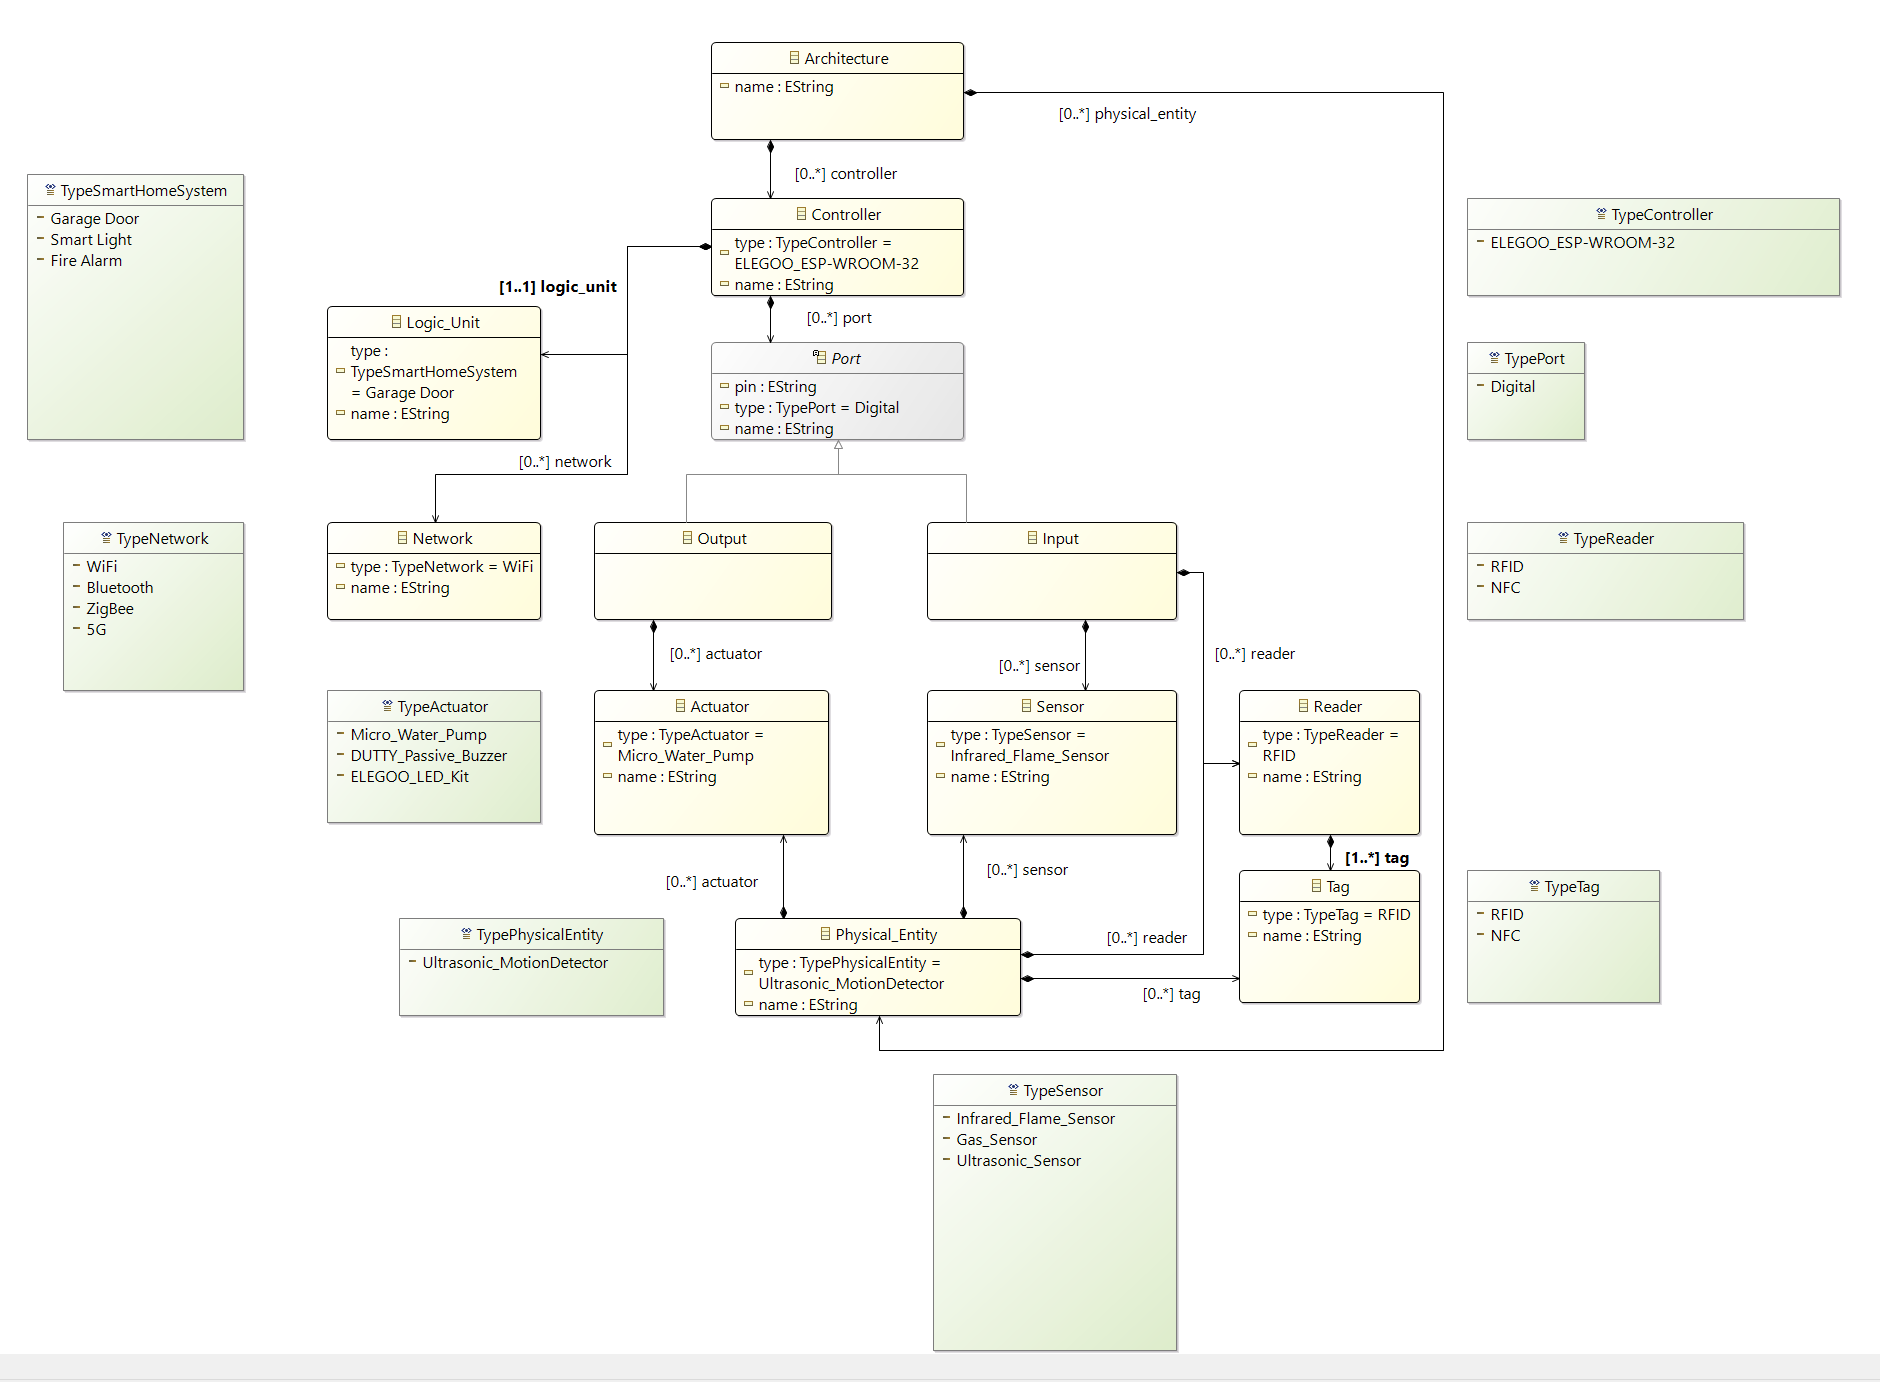 Architecture
name : EString
[0..*] physical_entity
[0..*] controller
TypeSmartHomeSystem
Garage Door
Smart Light
Fire Alarm
Controller
type : TypeController =
ELEGOO_ESP-WROOM-32
name : EString
TypeController
ELEGOO_ESP-WROOM-32
[1..1] logic_unit
[0..*] port
Logic_Unit
type :
TypeSmartHomeSystem
= Garage Door
name : EString
Port
pin : EString
type : TypePort = Digital
name : EString
TypePort
Digital
[0..*] network
TypeNetwork
WiFi
Bluetooth
ZigBee
5G
Network
type : TypeNetwork = WiFi
name : EString
Output
Input
TypeReader
RFID
NFC
[0..*] actuator
[0..*] sensor
[0..*] reader
TypeActuator
Micro_Water_Pump
DUTTY_Passive_Buzzer
ELEGOO_LED_Kit
Actuator
type : TypeActuator =
Micro_Water_Pump
name : EString
Sensor
type : TypeSensor =
Infrared_Flame_Sensor
name : EString
Reader
type : TypeReader =
RFID
name : EString
[1..*] tag
[0..*] actuator
[0..*] sensor
Tag
type : TypeTag = RFID
name : EString
TypeTag
RFID
NFC
TypePhysicalEntity
Ultrasonic_MotionDetector
Physical_Entity
type : TypePhysicalEntity =
Ultrasonic_MotionDetector
name : EString
[0..*] reader
[0..*] tag
TypeSensor
Infrared_Flame_Sensor
Gas_Sensor
Ultrasonic_Sensor